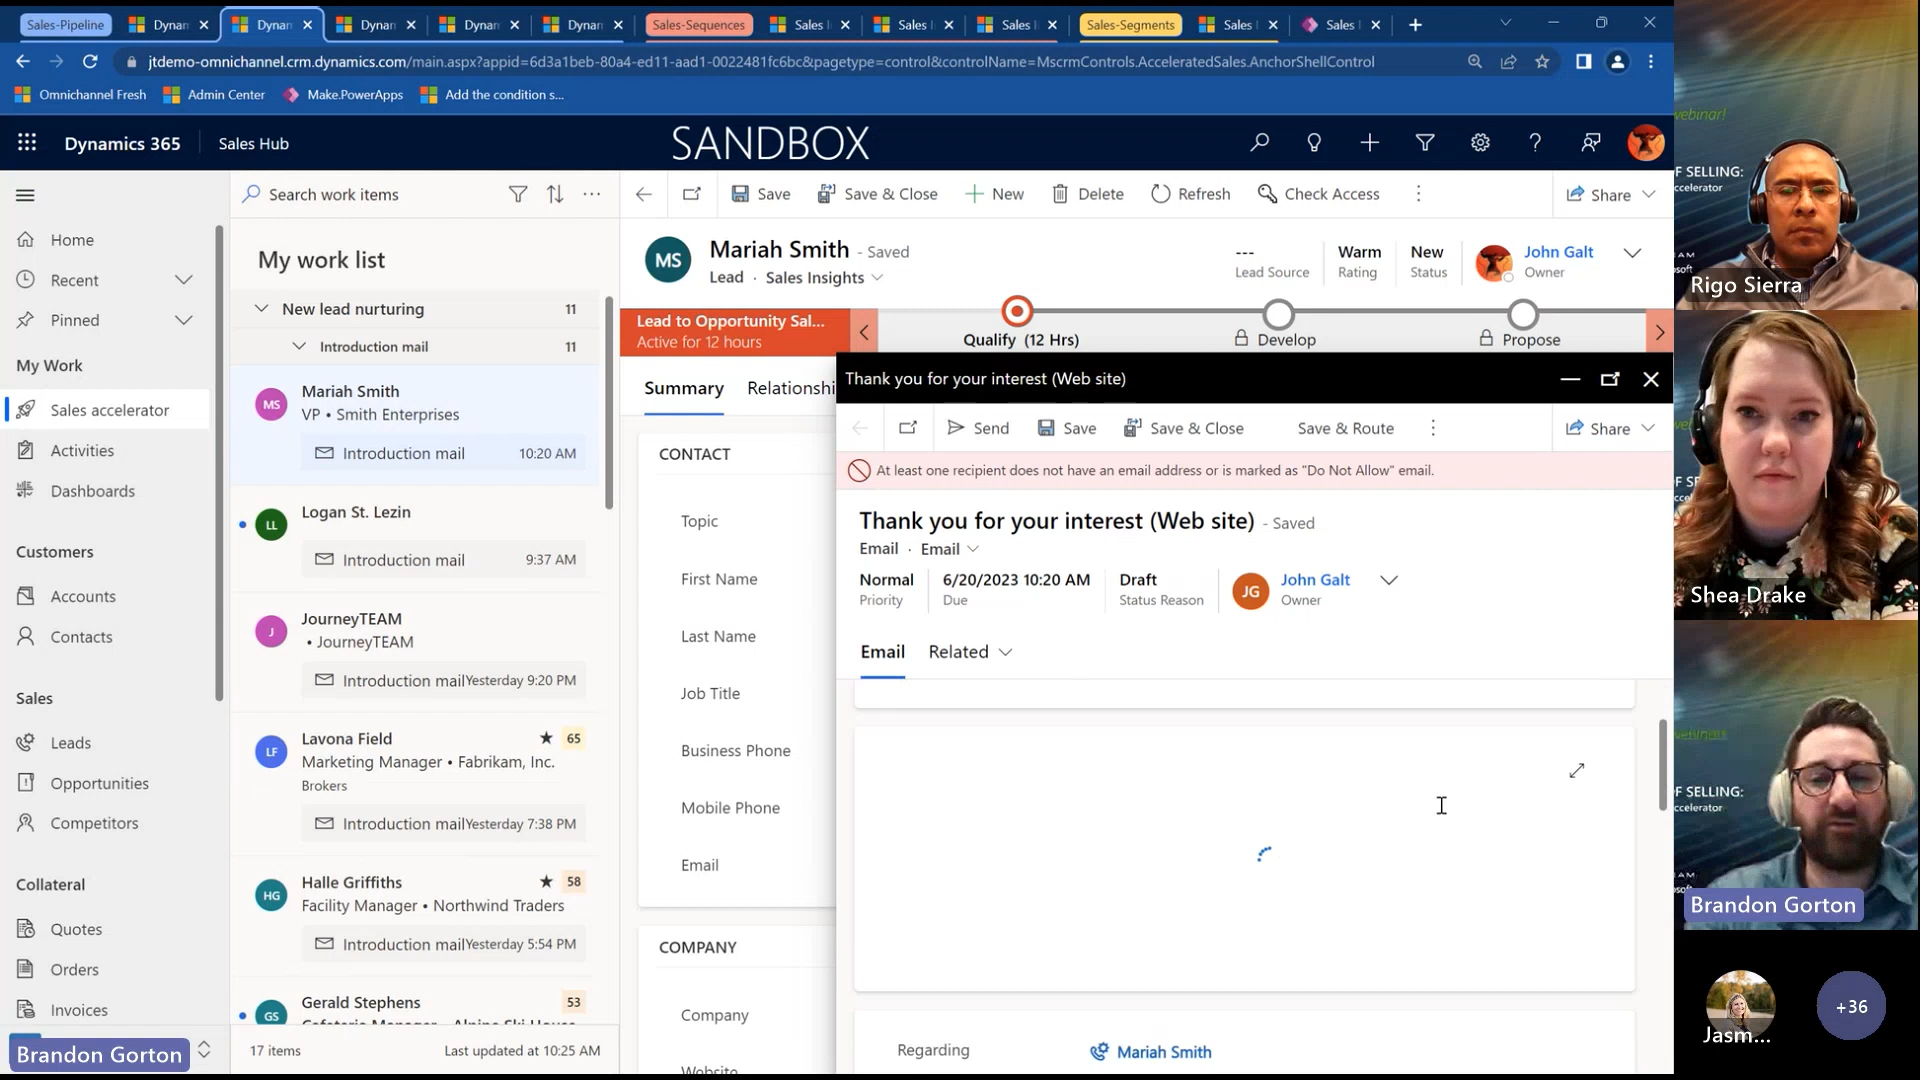 Sales-Pipeline
Dynan
Dynan
Dynan
Dynan
Dynan
Sales-Sequences
Sales I
Sales I
Sales I
Sales-Segments
Sales
Sales
jtdemo-omnichannel.crm.dynamics.com/main.aspx?appid=6d3a1beb-80a4-ed11-aad1-0022481fc6bc&pagetype=control&controlName=MscrmControls.AcceleratedSales.AnchorShellControl
Omnichannel Fresh
Admin Center
Make.PowerApps
Add the condition s...
Dynamics 365
Sales Hub
SANDBOX
Home
Recent
Pinned
My Work
Sales accelerator
Activities
Dashboards
Customers
Accounts
Contacts
Sales
Leads
Opportunities
Competitors
Collateral
Quotes
Orders
Invoices
Brandon Gorton
Search work items
My work list
New lead nurturing 11
Introduction mail 11
MS
Mariah Smith
VP • Smith Enterprises
Introduction mail 10:20 AM
LL
Logan St. Lezin
Introduction mail 9:37 AM
J
JourneyTEAM
• JourneyTEAM
Introduction mail Yesterday 9:20 PM
LF
Lavona Field 65
Marketing Manager • Fabrikam, Inc.
Brokers
Introduction mail Yesterday 7:38 PM
HG
Halle Griffiths 58
Facility Manager • Northwind Traders
Introduction mail Yesterday 5:54 PM
GS
Gerald Stephens 53
Cafeteria Manager • Alpine Ski House
17 items
Last updated at 10:25 AM
Save
Save & Close
New
Delete
Refresh
Check Access
Share
MS
Mariah Smith - Saved
Lead · Sales Insights
---
Lead Source
Warm
Rating
New
Status
John Galt
Owner
Lead to Opportunity Sal...
Active for 12 hours
Qualify (12 Hrs)
Develop
Propose
Summary
Relationshi
CONTACT
Topic
First Name
Last Name
Job Title
Business Phone
Mobile Phone
Email
COMPANY
Company
Website
Thank you for your interest (Web site)
Send
Save
Save & Close
Save & Route
Share
At least one recipient does not have an email address or is marked as "Do Not Allow" email.
Thank you for your interest (Web site) - Saved
Email · Email
Normal
Priority
6/20/2023 10:20 AM
Due
Draft
Status Reason
JG
John Galt
Owner
Email
Related
Regarding
Mariah Smith
webinar!
F SELLING:
ccelerator
AM
soft
Rigo Sierra
Shea Drake
webinar!
F SELLING:
ccelerator
Brandon Gorton
Jasm...
+36